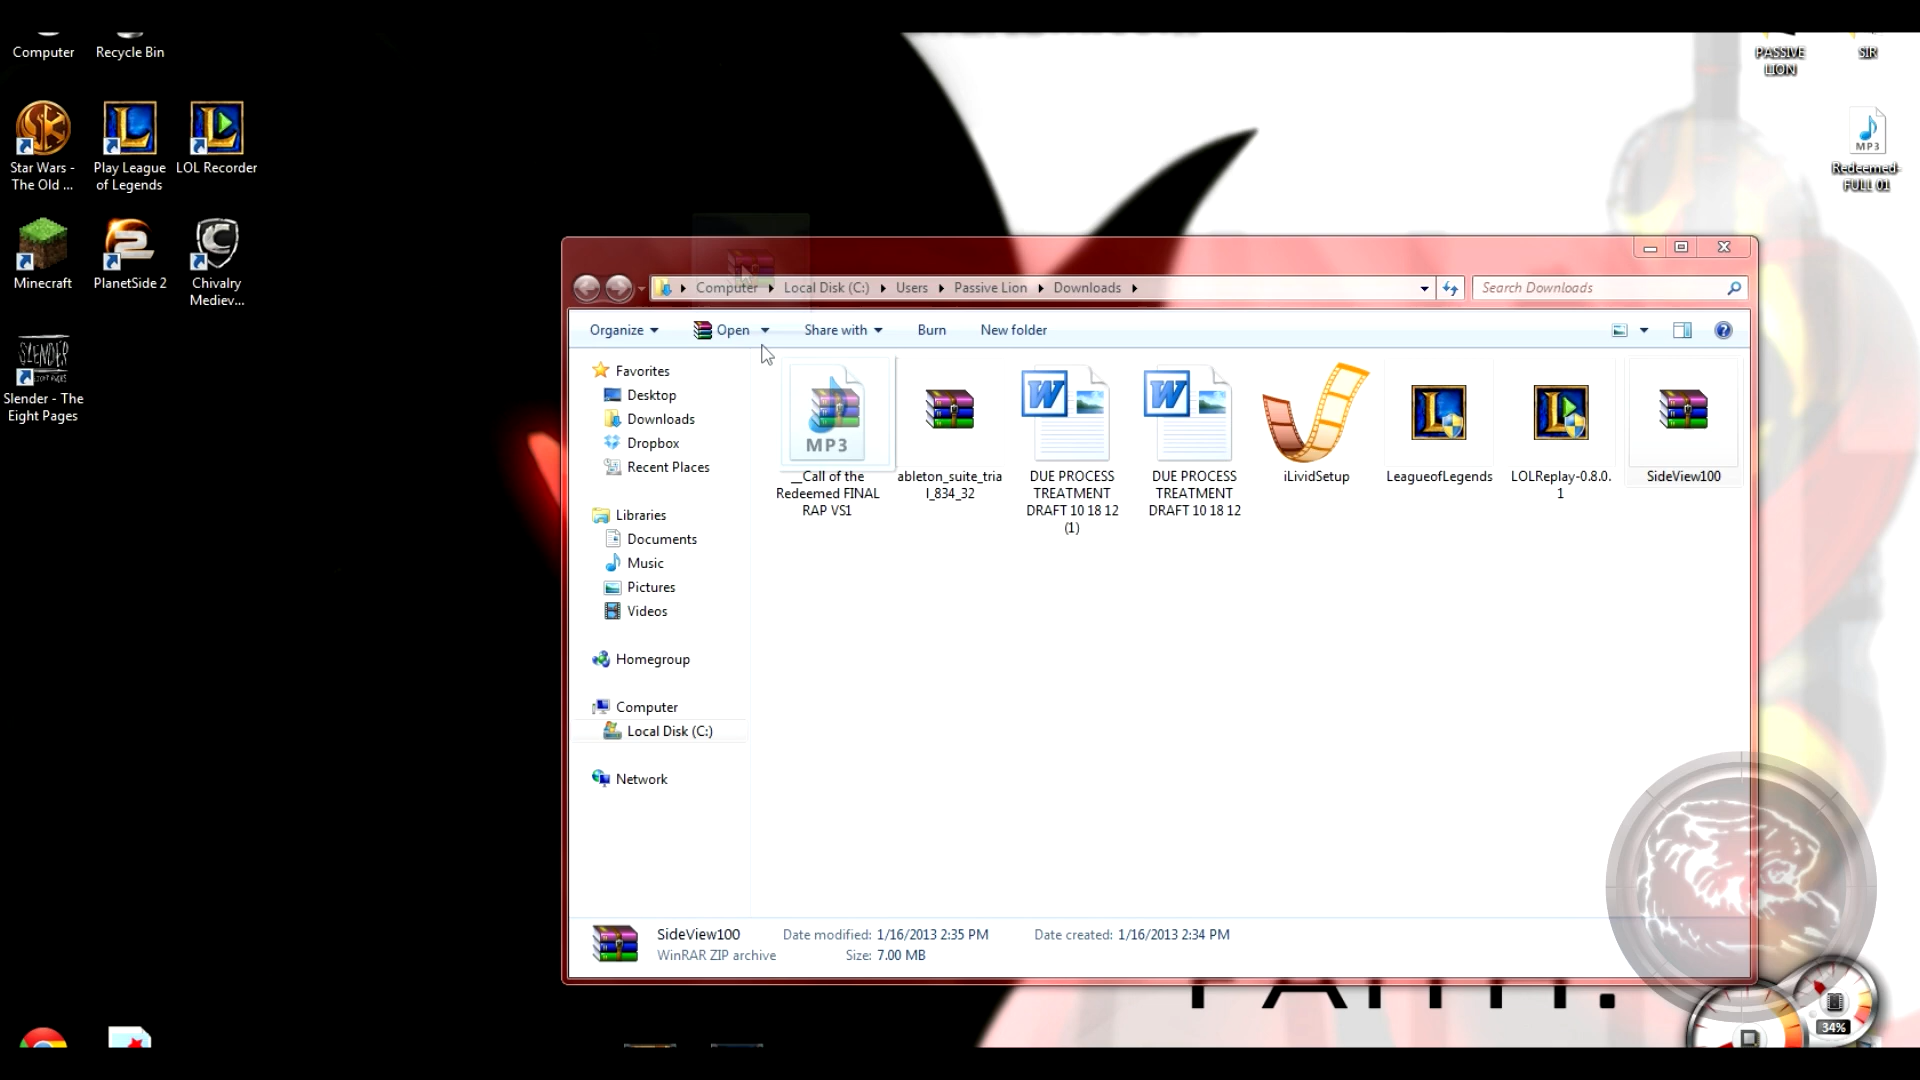 Computer
Recycle Bin
PASSIVE
LION
SIR
Star Wars -
The Old ...
Play League
of Legends
LOL Recorder
MP3
Redeemed-
FULL 01
Minecraft
PlanetSide 2
Chivalry
Mediev...
SLENDER
Slender - The
Eight Pages
Computer
Local Disk (C:)
Users
Passive Lion
Downloads
Search Downloads
Organize
Open
Share with
Burn
New folder
Favorites
Desktop
Downloads
Dropbox
Recent Places
Libraries
Documents
Music
Pictures
Videos
Homegroup
Computer
Local Disk (C:)
Network
MP3
__Call of the
Redeemed FINAL
RAP VS1
ableton_suite_tria
l_834_32
DUE PROCESS
TREATMENT
DRAFT 10 18 12
(1)
DUE PROCESS
TREATMENT
DRAFT 10 18 12
iLividSetup
LeagueofLegends
LOLReplay-0.8.0.
1
SideView100
SideView100
Date modified: 1/16/2013 2:35 PM
Date created: 1/16/2013 2:34 PM
WinRAR ZIP archive
Size: 7.00 MB
34%